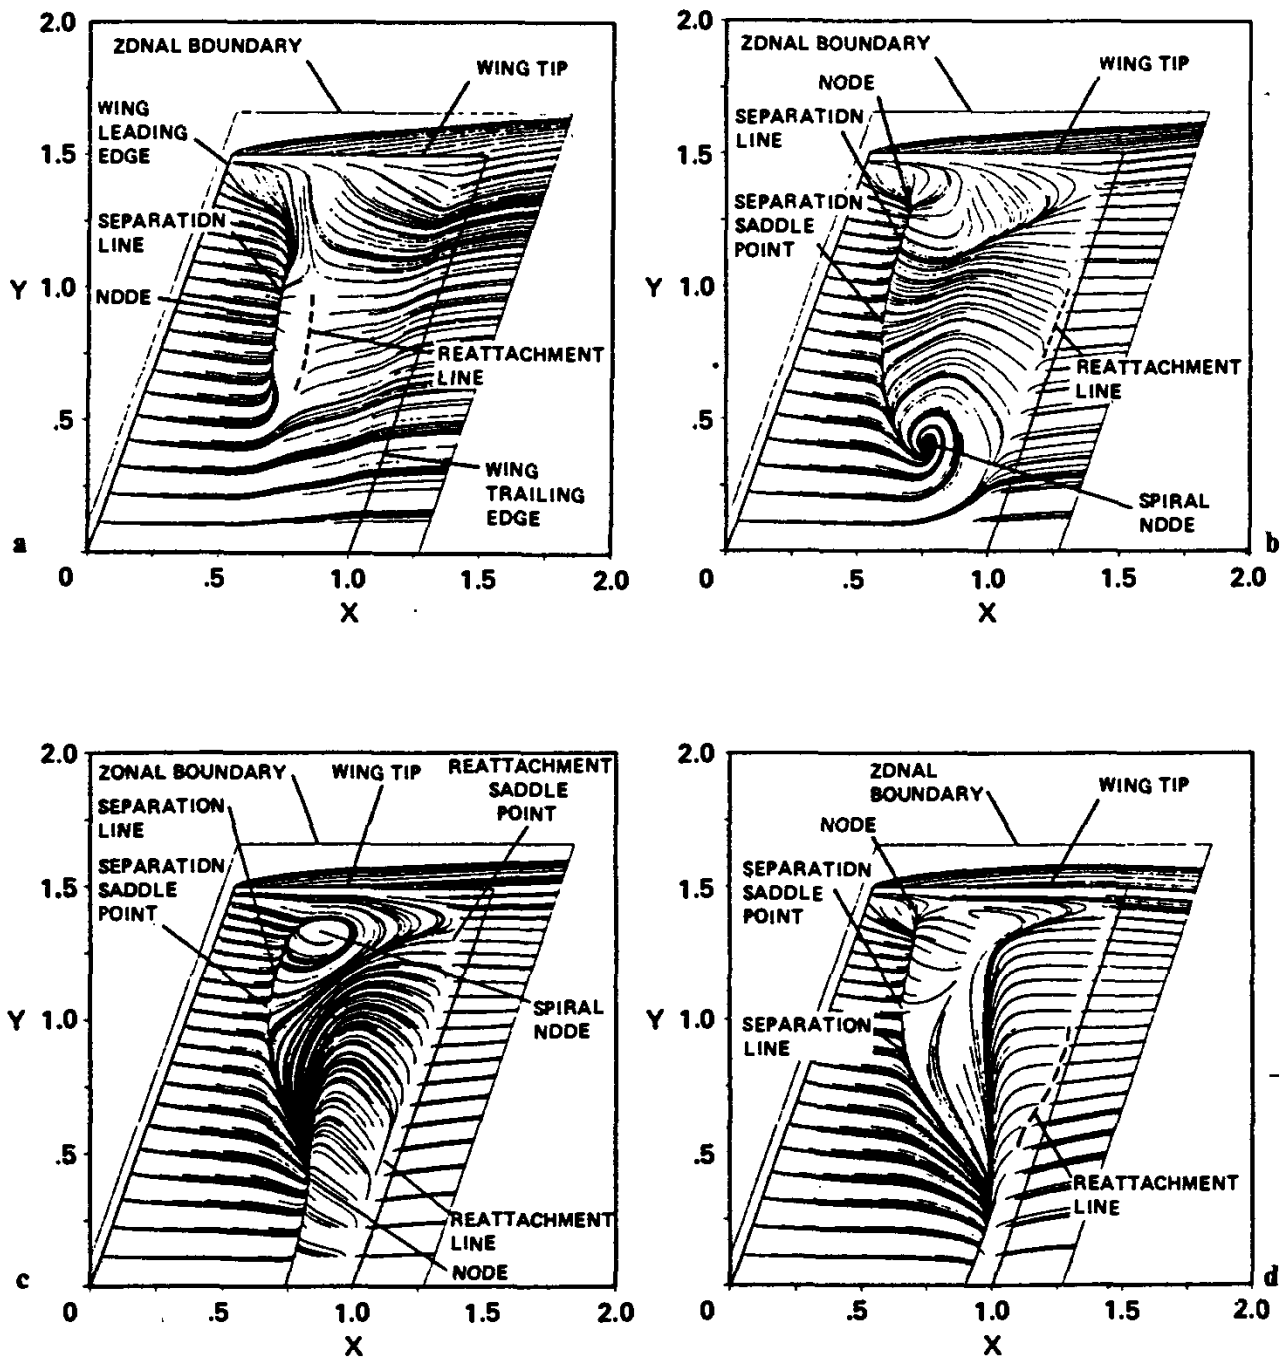 2.0
ZDNAL BDUNDARY
WING TIP
WING
LEADING
EDGE
1.5
SEPARATIDN
LINE
Y
1.0
NDDE
REATTACHMENT
LINE
.5
WING
TRAILING
EDGE
a
0
.5
1.0
1.5
2.0
X
2.0
ZDNAL BOUNDARY
WING TIP
NODE
SEPARATIDN
LINE
1.5
SEPARATIDN
SADDLE
POINT
Y
1.0
REATTACHMENT
LINE
.5
SPIRAL
NDDE
b
0
.5
1.0
1.5
2.0
X
2.0
ZONAL BOUNDARY
WING TIP
REATTACHMENT
SADDLE
POINT
SEPARATION
LINE
SEPARATIDN
SADDLE
POINT
1.5
Y
1.0
SPIRAL
NDDE
.5
REATTACHMENT
LINE
NODE
c
0
.5
1.0
1.5
2.0
X
2.0
ZDNAL
BOUNDARY
WING TIP
NODE
SEPARATIDN
SADDLE
POINT
1.5
Y
1.0
SEPARATION
LINE
.5
REATTACHMENT
LINE
d
0
.5
1.0
1.5
2.0
X